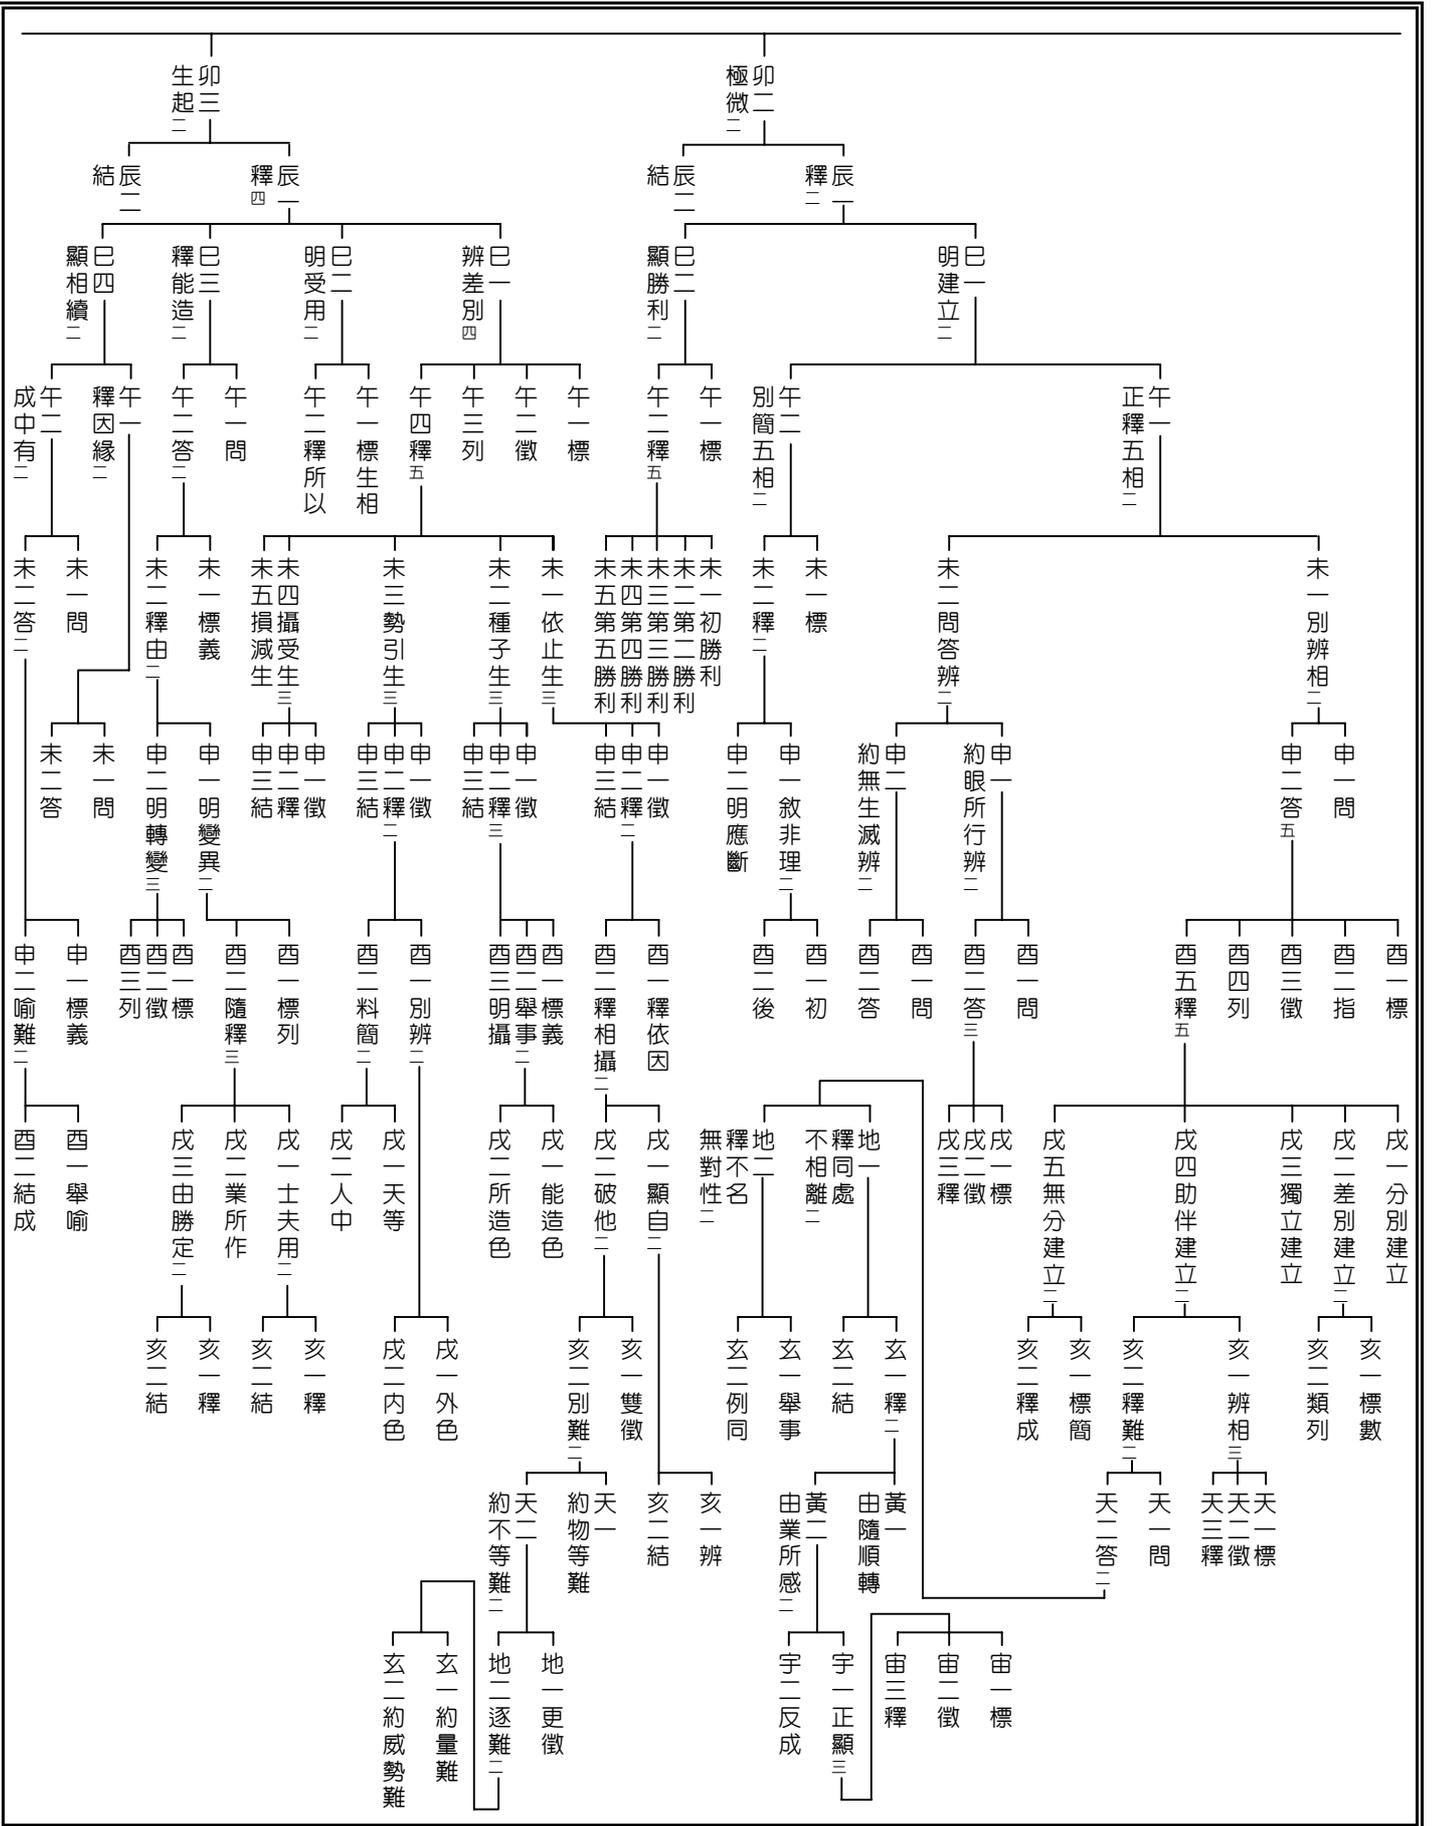 卯二極微二
卯三生起二
辰一釋二
辰二結
辰一釋四
辰二結
巳一明建立二
巳二顯勝利二
巳一辨差別四
巳二明受用二
巳三釋能造二
巳四顯相續二
午一正釋五相二
午二別簡五相二
午一標
午二釋五
午一標
午二徵
午三列
午四釋五
午一標生相
午二釋所以
午一問
午二答二
午一釋因緣二
午二成中有二
未一別辨相二
未二問答辨二
未一標
未二釋二
未一初勝利
未二第二勝利
未三第三勝利
未四第四勝利
未五第五勝利
未一依止生三
未二種子生三
未三勢引生三
未四攝受生三
未五損減生
未一標義
未二釋由二
未一問
未二答二
申一問
申二答五
申一約眼所行辨二
申二約無生滅辨二
申一敘非理二
申二明應斷
申一徵
申二釋二
申三結
申一徵
申二釋三
申三結
申一徵
申二釋二
申三結
申一徵
申二釋
申三結
申一明變異二
申二明轉變三
未一問
未二答
酉一標
酉二指
酉三徵
酉四列
酉五釋五
酉一問
酉二答三
酉一問
酉二答
酉一初
酉二後
酉一釋依因
酉二釋相攝二
酉一標義
酉二舉事二
酉三明攝
酉一別辨二
酉二料簡二
酉一標列
酉二隨釋三
酉一標
酉二徵
酉三列
申一標義
申二喻難二
戌一分別建立
戌二差別建立二
戌三獨立建立
戌四助伴建立二
戌五無分建立二
戌一標
戌二徵
戌三釋
地一釋同處不相離二
地二釋不名無對性二
戌一顯自二
戌二破他二
戌一能造色
戌二所造色
戌一天等
戌二人中
戌一士夫用二
戌二業所作
戌三由勝定二
酉一舉喻
酉二結成
亥一標數
亥二類列
亥一辨相三
亥二釋難二
亥一標簡
亥二釋成
玄一釋二
玄二結
玄一舉事
玄二例同
亥一雙徵
亥二別難二
戌一外色
戌二內色
亥一釋
亥二結
亥一釋
亥二結
天一標
天二徵
天三釋
天一問
天二答二
黃一由隨順轉
黃二由業所感二
亥一辨
亥二結
天一約物等難
天二約不等難二
宙一標
宙二徵
宙三釋
宇一正顯三
宇二反成
地一更徵
地二逐難二
玄一約量難
玄二約威勢難